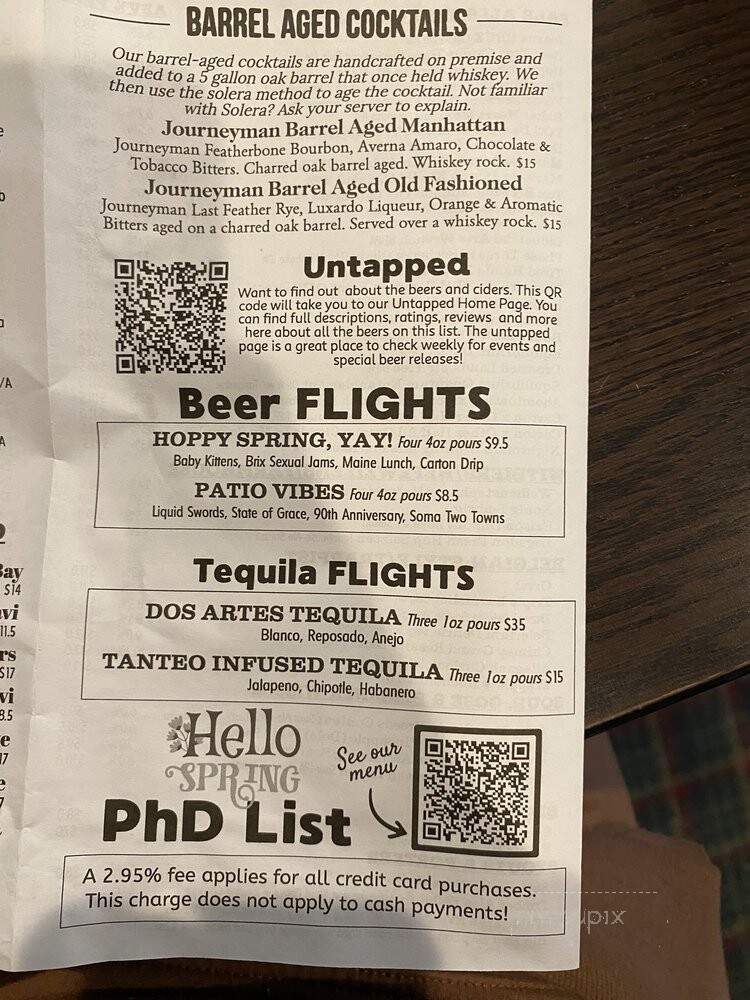 BARREL AGED COCKTAILS
Our barrel-aged cocktails are handcrafted on premise and
added to a 5 gallon oak barrel that once held whiskey. We
then use the solera method to age the cocktail. Not familiar
with Solera? Ask your server to explain.
Journeyman Barrel Aged Manhattan
Journeyman Featherbone Bourbon, Averna Amaro, Chocolate &
Tobacco Bitters. Charred oak barrel aged. Whiskey rock. $15
Journeyman Barrel Aged Old Fashioned
Journeyman Last Feather Rye, Luxardo Liqueur, Orange & Aromatic
Bitters aged on a charred oak barrel. Served over a whiskey rock. $15
Untapped
Want to find out about the beers and ciders. This QR
code will take you to our Untapped Home Page. You
can find full descriptions, ratings, reviews and more
here about all the beers on this list. The untapped
page is a great place to check weekly for events and
special beer releases!
Beer FLIGHTS
HOPPY SPRING, YAY! Four 4oz pours $9.5
Baby Kittens, Brix Sexual Jams, Maine Lunch, Carton Drip
PATIO VIBES Four 4oz pours $8.5
Liquid Swords, State of Grace, 90th Anniversary, Soma Two Towns
Tequila FLIGHTS
DOS ARTES TEQUILA Three 1oz pours $35
Blanco, Reposado, Anejo
TANTEO INFUSED TEQUILA Three 1oz pours $15
Jalapeno, Chipotle, Habanero
Hello
SPRING
See our
menu
PhD List
A 2.95% fee applies for all credit card purchases.
This charge does not apply to cash payments!
$14
11.5
$17
8.5